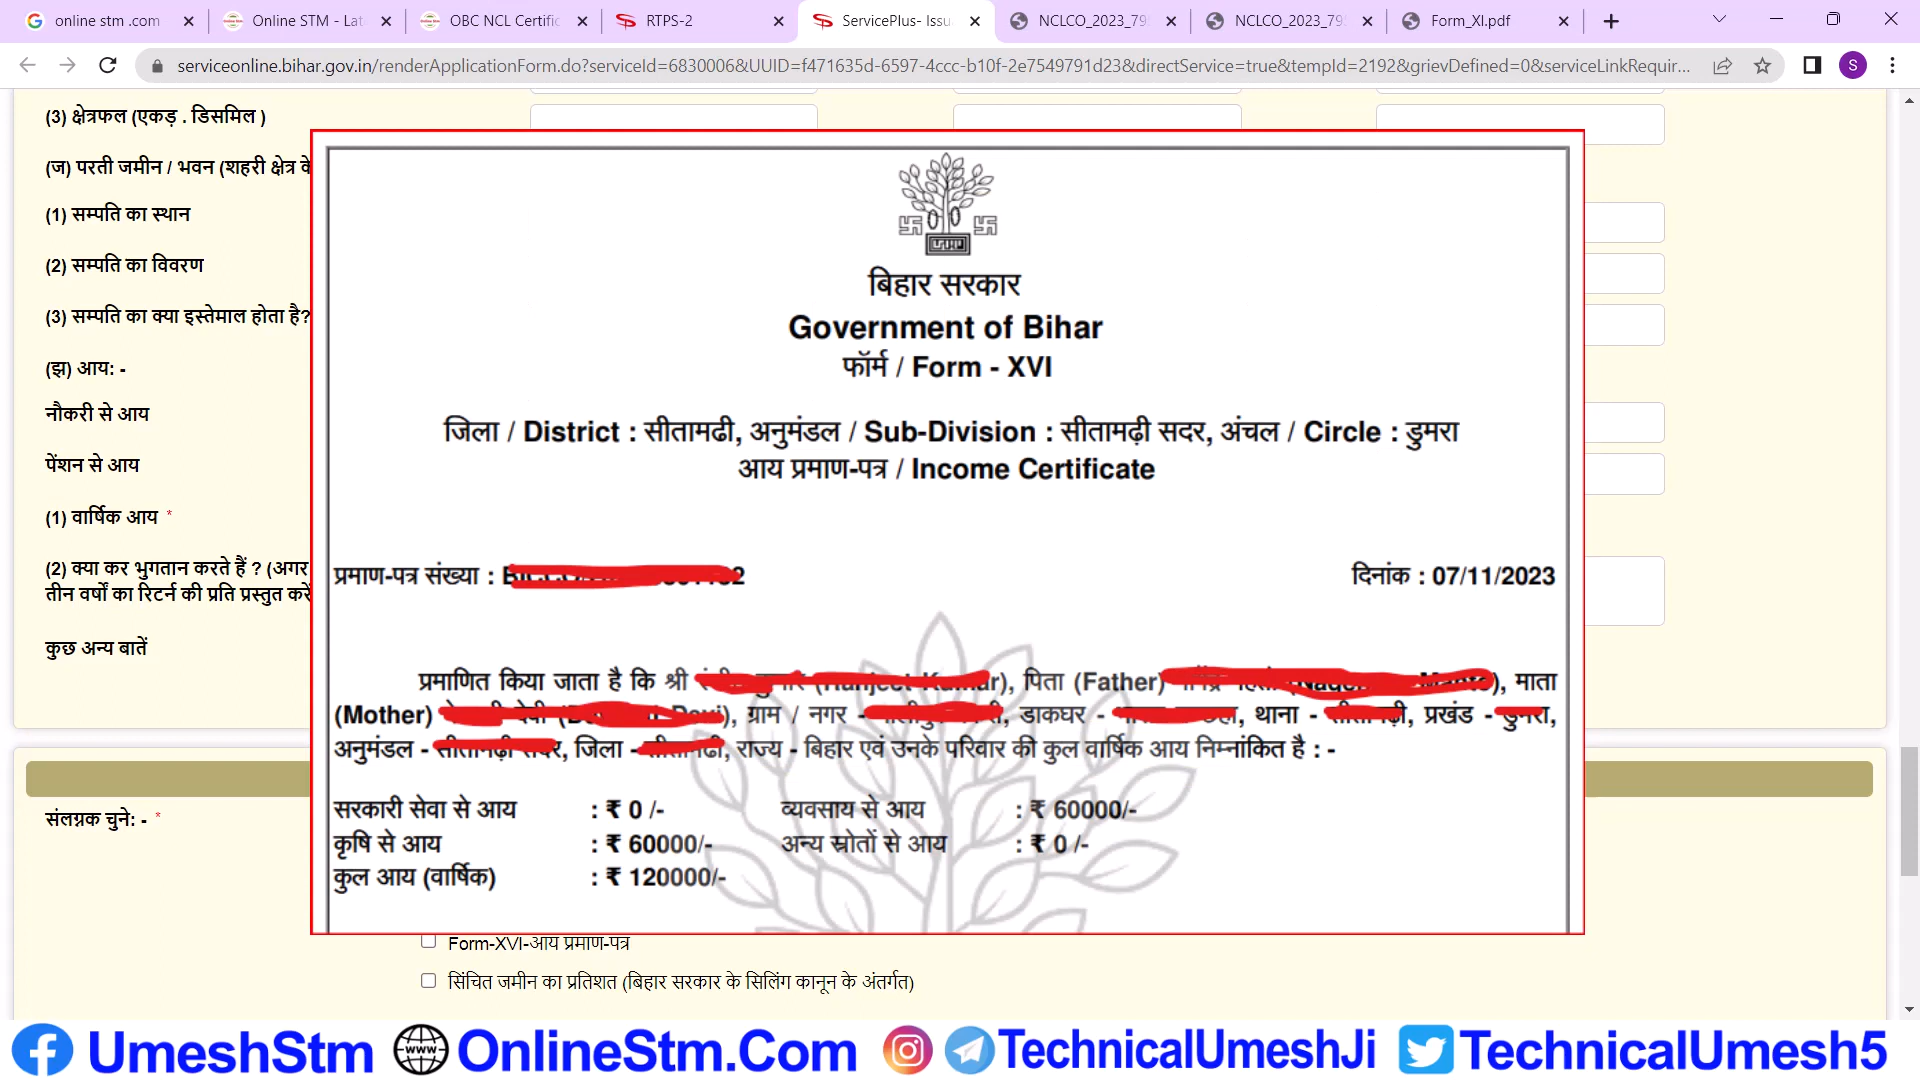 online stm .com
Online STM - Lat
OBC NCL Certific
RTPS-2
ServicePlus- Issu
NCLCO_2023_79
NCLCO_2023_79
Form_XI.pdf
serviceonline.bihar.gov.in/renderApplicationForm.do?serviceId=6830006&UUID=f471635d-6597-4ccc-b10f-2e7549791d23&directService=true&tempId=2192&grievDefined=0&serviceLinkRequir...
S
(3) क्षेत्रफल (एकड़ . डिसमिल )
(ज) परती जमीन / भवन (शहरी क्षेत्र के
(1) सम्पति का स्थान
(2) सम्पति का विवरण
(3) सम्पति का क्या इस्तेमाल होता है?
(झ) आय: -
नौकरी से आय
पेंशन से आय
(1) वार्षिक आय *
(2) क्या कर भुगतान करते हैं ? (अगर
तीन वर्षों का रिटर्न की प्रति प्रस्तुत करें
कुछ अन्य बातें
संलग्नक चुने: - *
बिहार सरकार
Government of Bihar
फॉर्म / Form - XVI
जिला / District : सीतामढी, अनुमंडल / Sub-Division : सीतामढ़ी सदर, अंचल / Circle : डुमरा
आय प्रमाण-पत्र / Income Certificate
प्रमाण-पत्र संख्या :
दिनांक : 07/11/2023
प्रमाणित किया जाता है कि श्री पिता (Father) माता
(Mother) ग्राम / नगर - डाकघर - थाना - प्रखंड -
अनुमंडल - जिला - राज्य - बिहार एवं उनके परिवार की कुल वार्षिक आय निम्नांकित है : -
सरकारी सेवा से आय : ₹ 0 /- व्यवसाय से आय : ₹ 60000/-
कृषि से आय : ₹ 60000/- अन्य स्रोतों से आय : ₹ 0 /-
कुल आय (वार्षिक) : ₹ 120000/-
Form-XVI-आय प्रमाण-पत्र
सिंचित जमीन का प्रतिशत (बिहार सरकार के सिलिंग कानून के अंतर्गत)
UmeshStm
www
OnlineStm.Com
TechnicalUmeshJi
TechnicalUmesh5